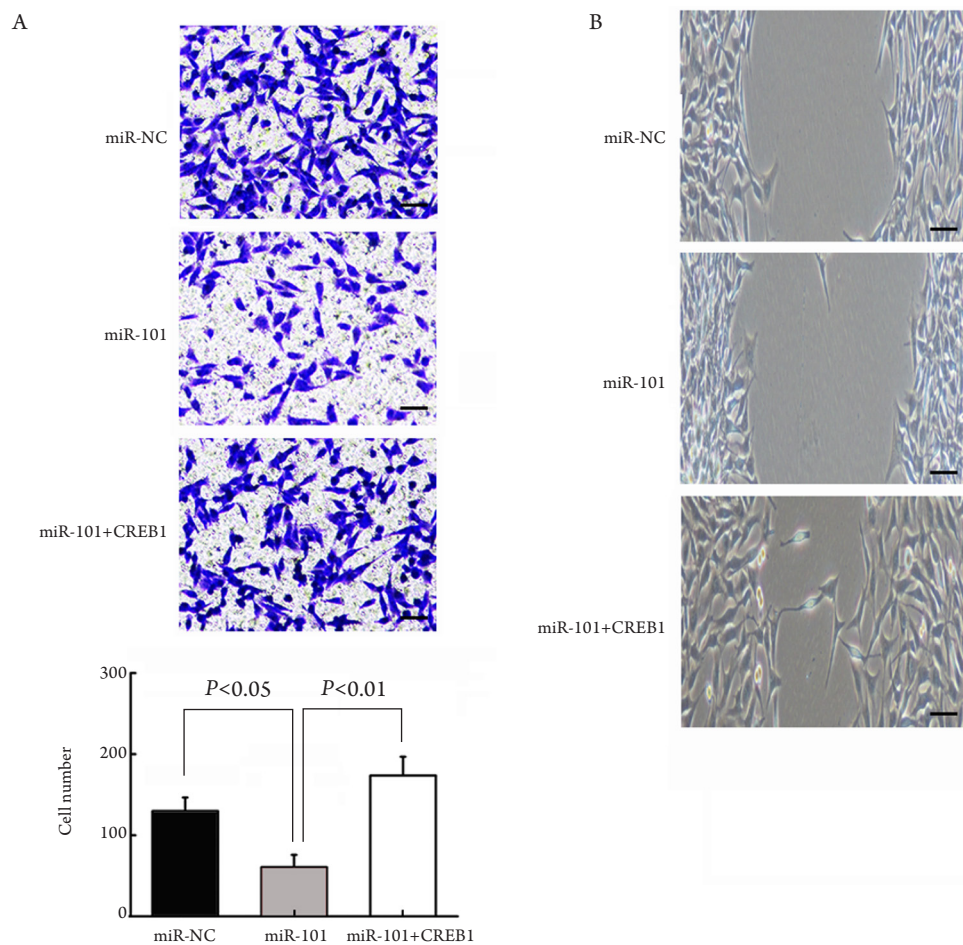 A
miR-NC
miR-101
miR-101+CREB1
300
200
100
0
Cell number
P<0.05
P<0.01
miR-NC
miR-101
miR-101+CREB1
B
miR-NC
miR-101
miR-101+CREB1